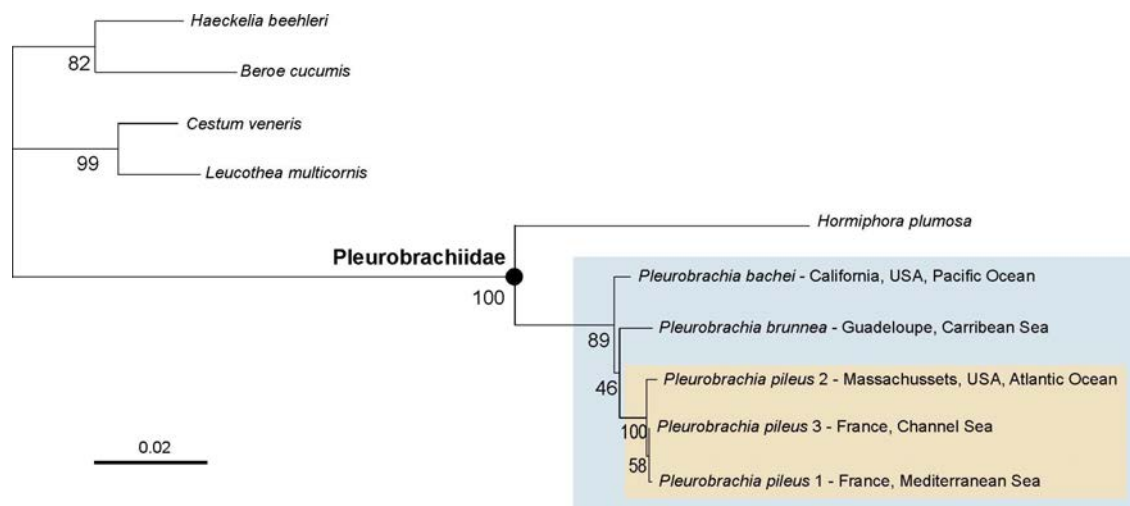 Haeckelia beehleri
82
Beroe cucumis
Cestum veneris
99
Leucothea multicornis
Hormiphora plumosa
Pleurobrachiidae
100
Pleurobrachia bachei - California, USA, Pacific Ocean
Pleurobrachia brunnea - Guadeloupe, Carribean Sea
89
46
Pleurobrachia pileus 2 - Massachussets, USA, Atlantic Ocean
100
Pleurobrachia pileus 3 - France, Channel Sea
58
Pleurobrachia pileus 1 - France, Mediterranean Sea
0.02